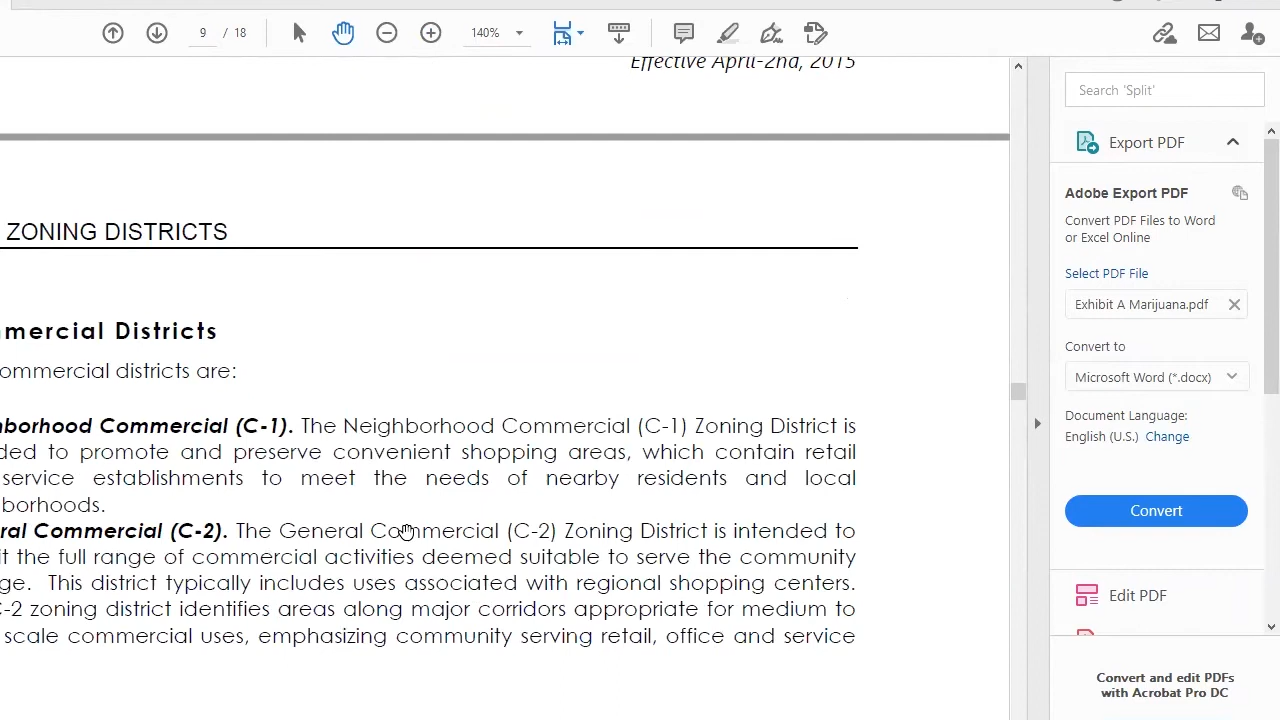 9 / 18
140%
Effective April-2nd, 2015
ZONING DISTRICTS
mercial Districts
ommercial districts are:
hborhood Commercial (C-1). The Neighborhood Commercial (C-1) Zoning District is
ded to promote and preserve convenient shopping areas, which contain retail
service establishments to meet the needs of nearby residents and local
hborhoods.
ral Commercial (C-2). The General Commercial (C-2) Zoning District is intended to
it the full range of commercial activities deemed suitable to serve the community
ge. This district typically includes uses associated with regional shopping centers.
C-2 zoning district identifies areas along major corridors appropriate for medium to
scale commercial uses, emphasizing community serving retail, office and service
Search 'Split'
Export PDF
Adobe Export PDF
Convert PDF Files to Word
or Excel Online
Select PDF File
Exhibit A Marijuana.pdf
Convert to
Microsoft Word (*.docx)
Document Language:
English (U.S.) Change
Convert
Edit PDF
Convert and edit PDFs
with Acrobat Pro DC